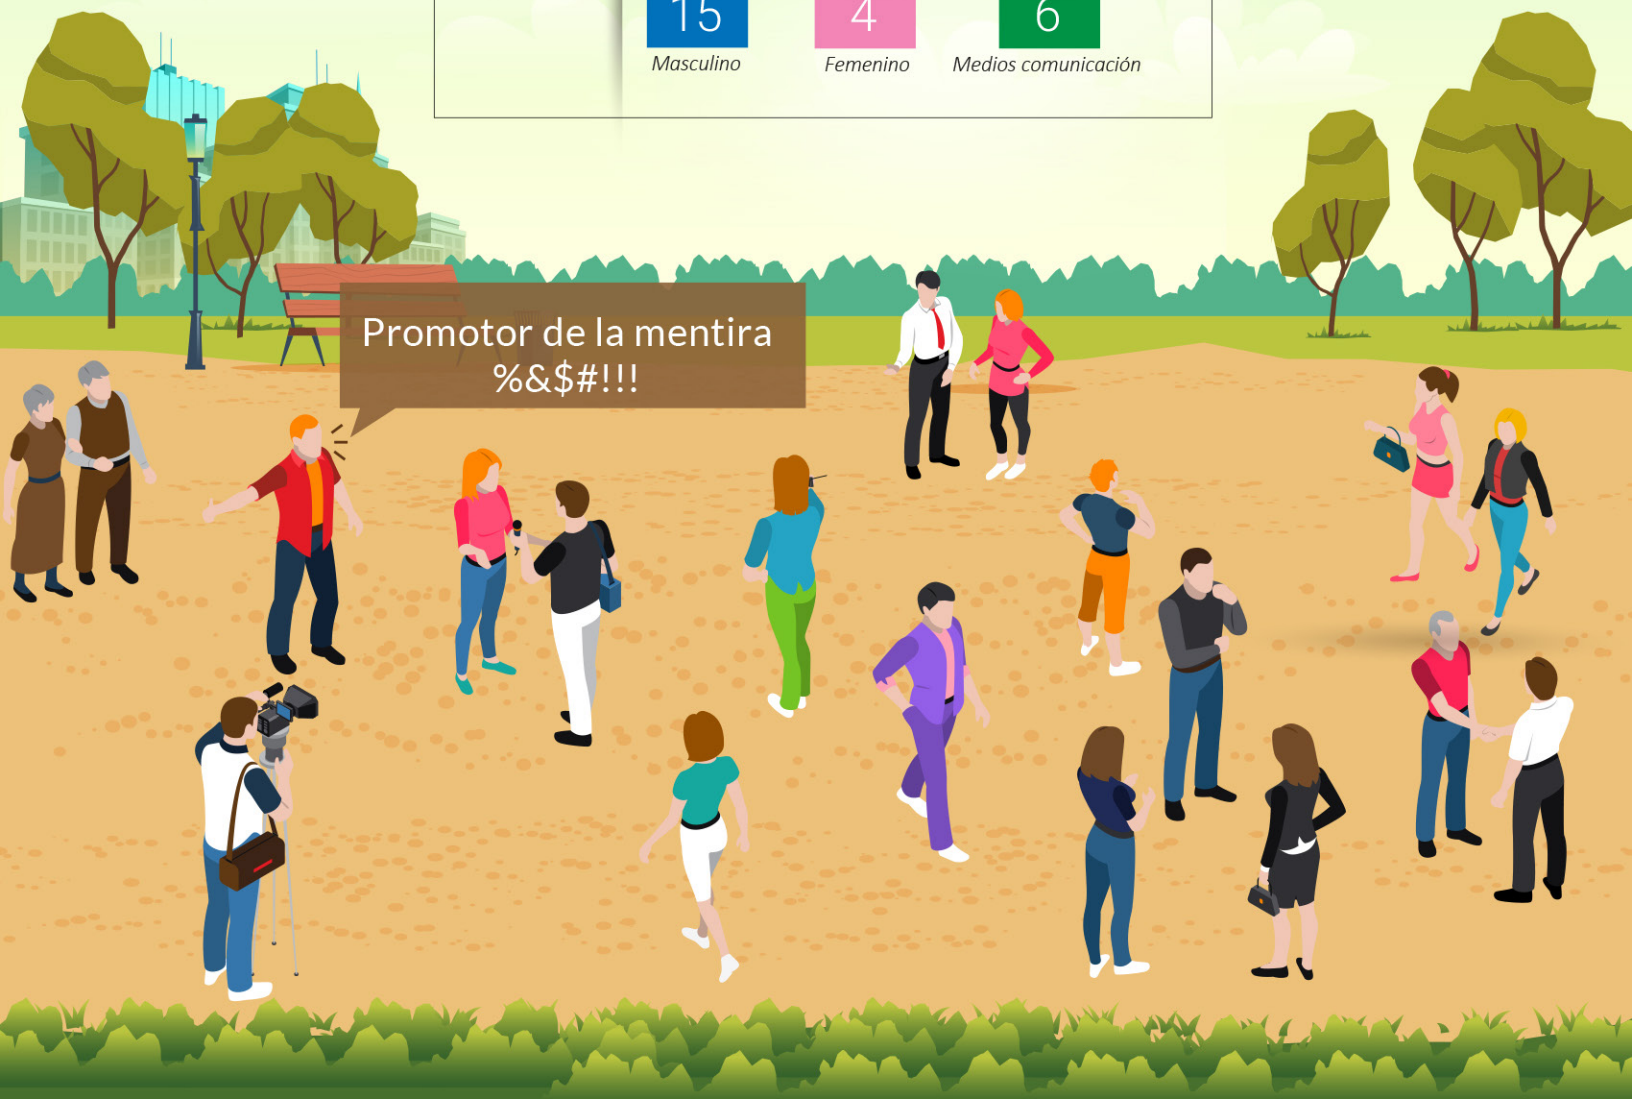 15 4 6
Masculino Femenino Medios comunicación
Promotor de la mentira
%&$#!!!